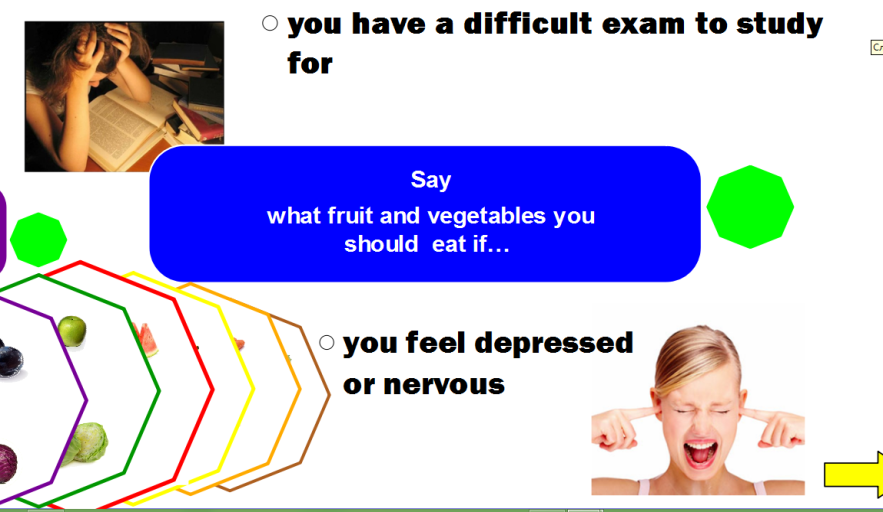 you have a difficult exam to study
for
Say
what fruit and vegetables you
should eat if...
you feel depressed
or nervous